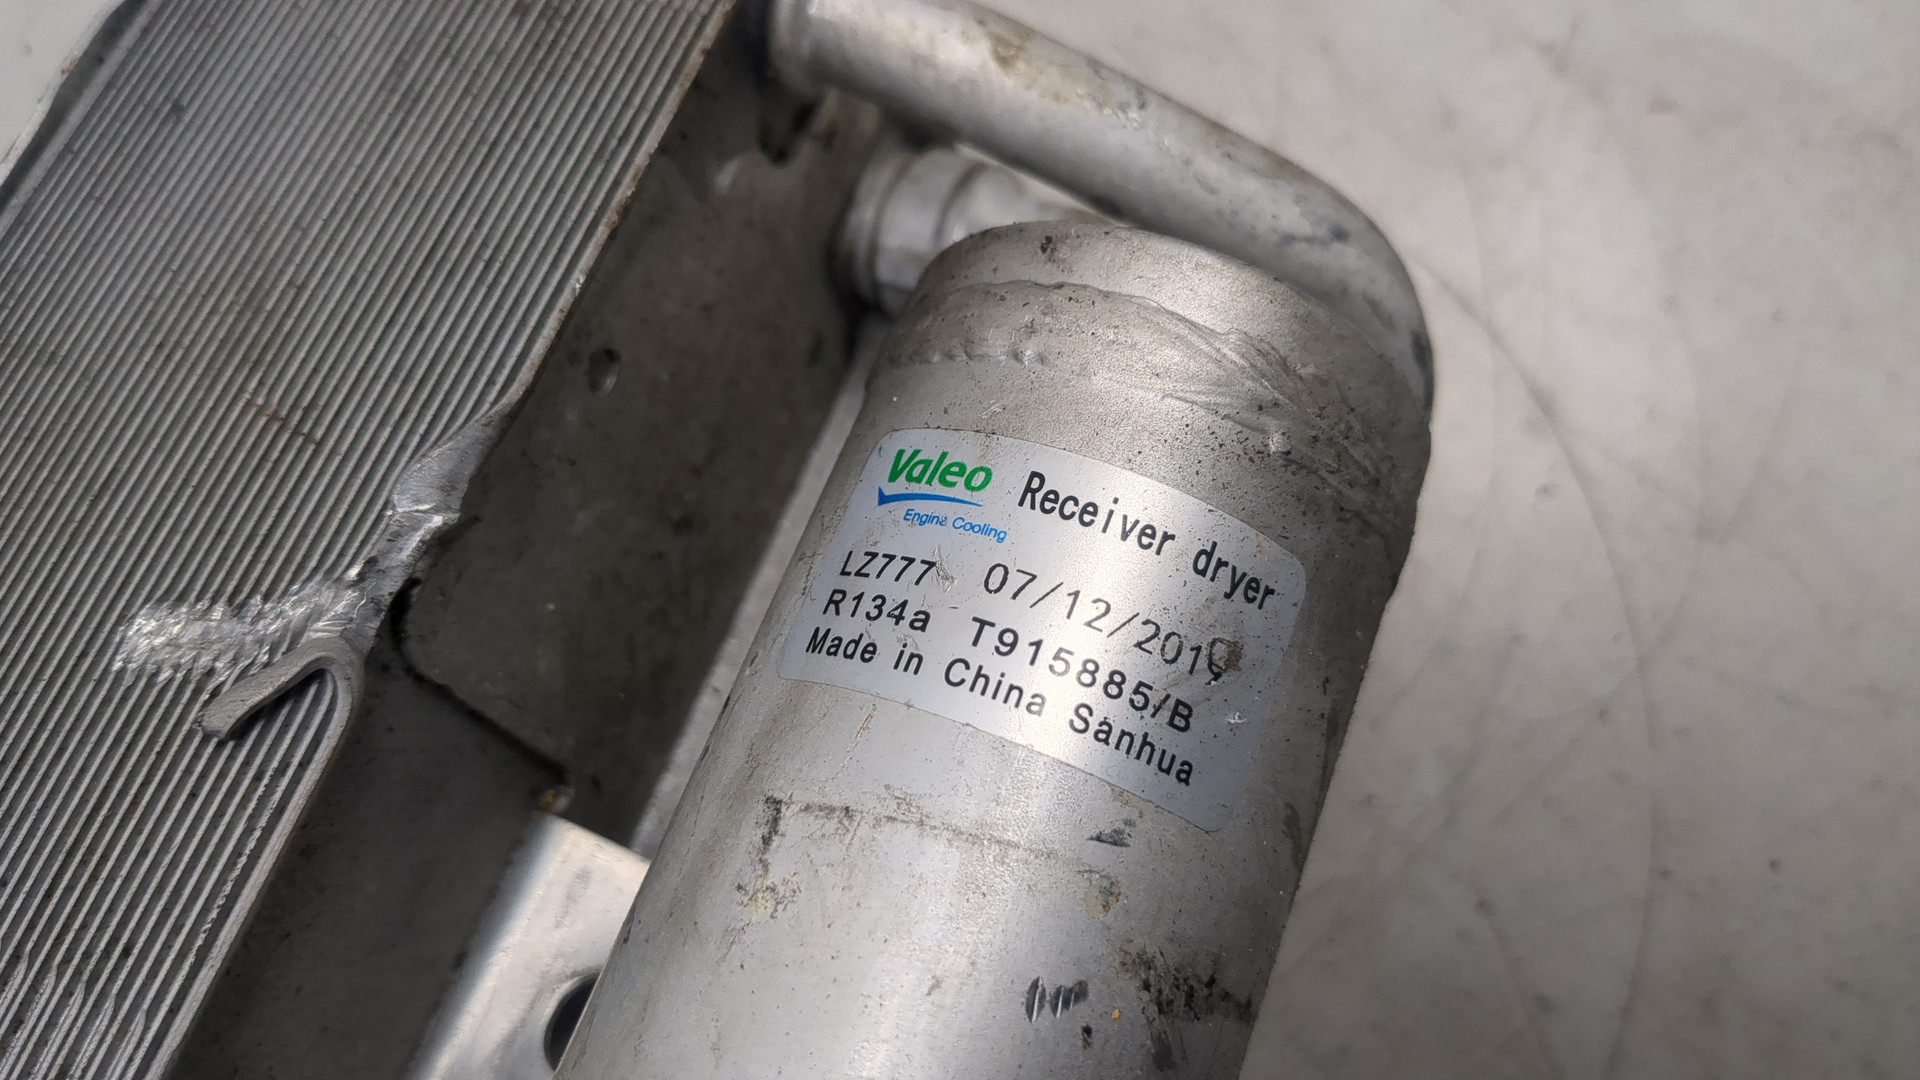 Valeo Receiver dryer
Engine Cooling
LZ777 07/12/2019
R134a T915885/B
Made in China Sanhua